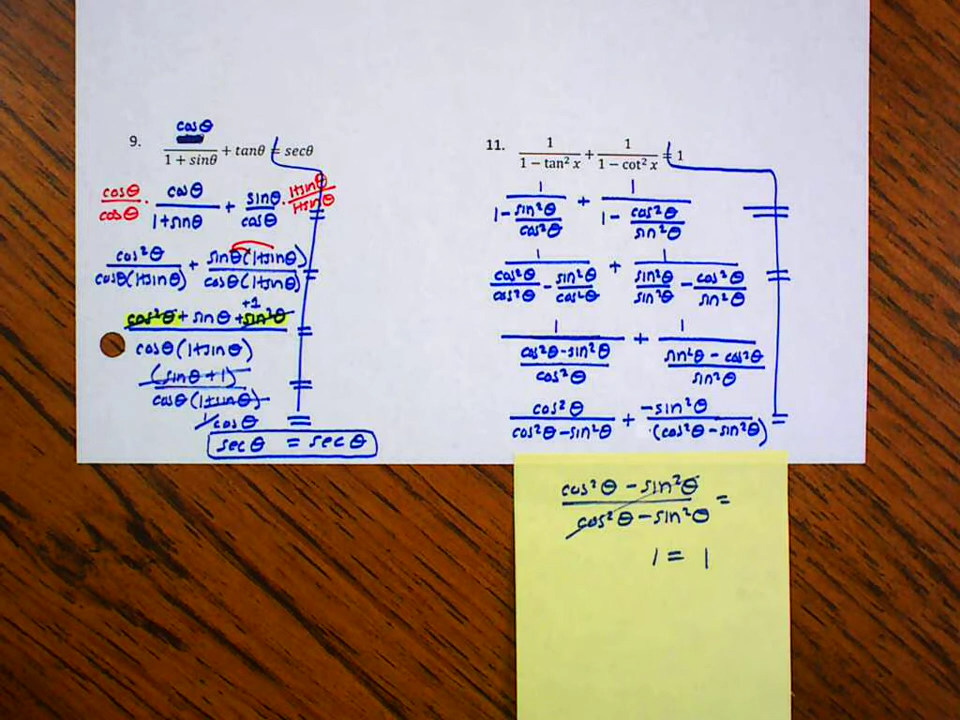 9. cosθ / 1 + sinθ + tanθ = secθ
cosθ/cosθ · cosθ/1+sinθ + sinθ/cosθ · 1+sinθ/1+sinθ =
cos²θ/cosθ(1+sinθ) + sinθ(1+sinθ)/cosθ(1+sinθ) =
+1
cos²θ + sinθ + sin²θ =
cosθ(1+sinθ)
(sinθ+1) =
cosθ(1+sinθ)
1/cosθ =
secθ = secθ
11. 1/1 − tan² x + 1/1 − cot² x = 1
1/1 − sin²θ/cos²θ + 1/1 − cos²θ/sin²θ =
1/cos²θ/cos²θ − sin²θ/cos²θ + 1/sin²θ/sin²θ − cos²θ/sin²θ =
1/cos²θ−sin²θ/cos²θ + 1/sin²θ − cos²θ/sin²θ
cos²θ/cos²θ−sin²θ + −sin²θ/(cos²θ−sin²θ) =
cos²θ − sin²θ/cos²θ − sin²θ =
1 = 1